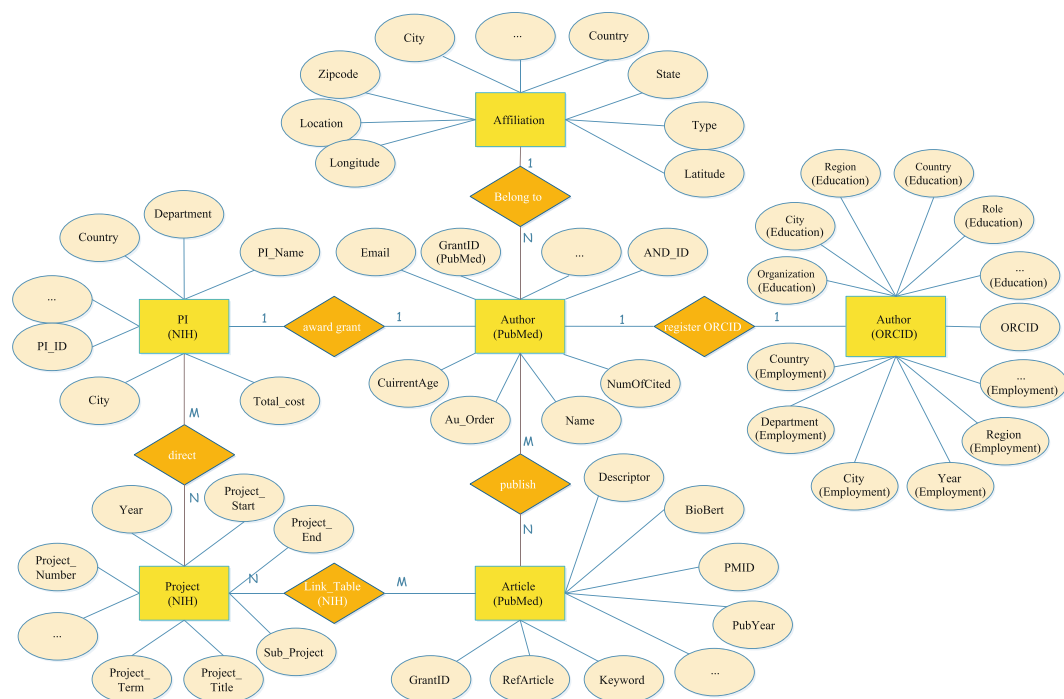 City
...
Country
Zipcode
State
Affiliation
Location
Type
Longitude
Latitude
1
Belong to
N
Region
(Education)
Country
(Education)
City
(Education)
Role
(Education)
Organization
(Education)
...
(Education)
Department
Country
PI_Name
Email
GrantID
(PubMed)
...
AND_ID
...
PI
(NIH)
1
award grant
1
Author
(PubMed)
1
register ORCID
1
Author
(ORCID)
ORCID
PI_ID
City
Total_cost
CuirrentAge
Au_Order
Name
NumOfCited
Country
(Employment)
...
(Employment)
Department
(Employment)
Region
(Employment)
City
(Employment)
Year
(Employment)
M
direct
N
M
publish
N
Descriptor
BioBert
PMID
PubYear
...
Year
Project_
Start
Project_
End
Project_
Number
Project
(NIH)
N
Link_Table
(NIH)
M
Article
(PubMed)
...
Project_
Term
Project_
Title
Sub_Project
GrantID
RefArticle
Keyword